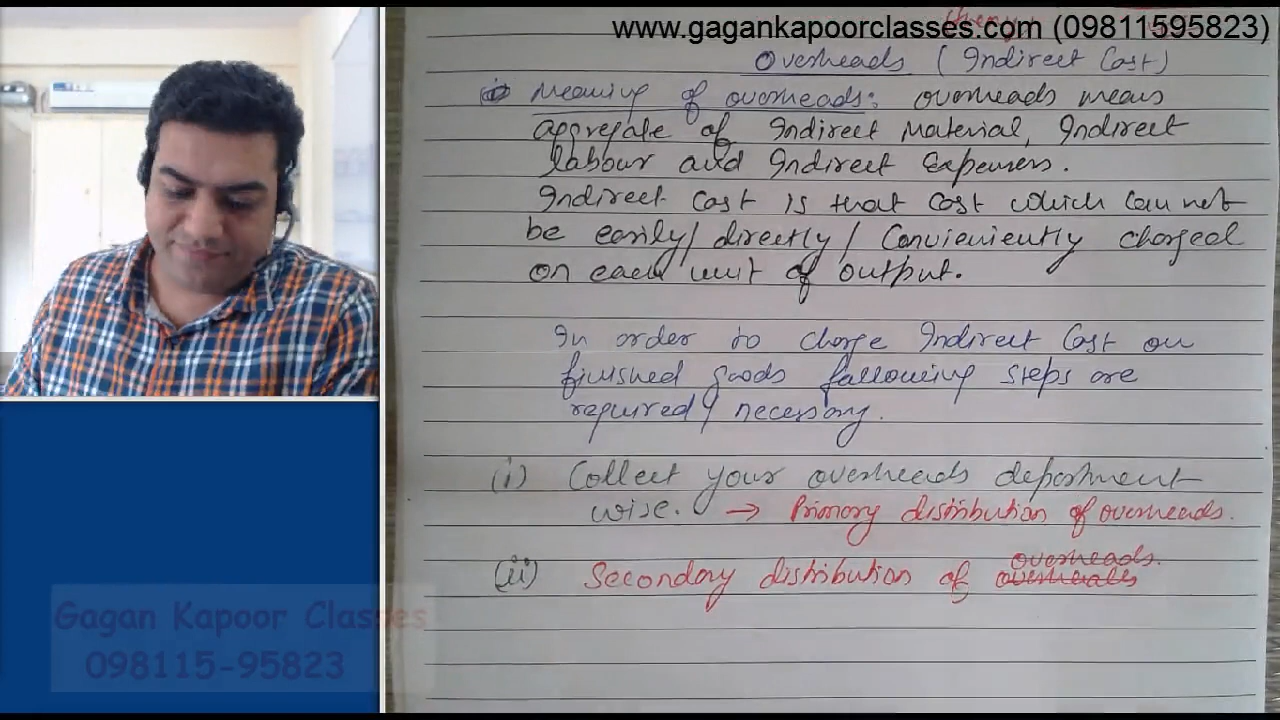 www.gagankapoorclasses.com (09811595823)
Overheads (Indirect Cost)
Meaning of overheads: overheads means
aggregate of Indirect Material, Indirect
labour and Indirect Expenses.
Indirect Cost is that Cost which can not
be easily/directly/Convieniently charged
on each unit of output.
In order to charge Indirect Cost on
finished goods following steps are
required/necessary.
(i) Collect your overheads department
wise. → Primary distribution of overheads.
overheads.
(ii) Secondary distribution of
Gagan Kapoor Classes
098115-95823